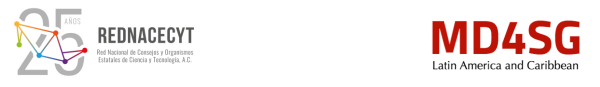 25 AÑOS
REDNACECYT
Red Nacional de Consejos y Organismos
Estatales de Ciencia y Tecnología, A.C.
MD4SG
Latin America and Caribbean